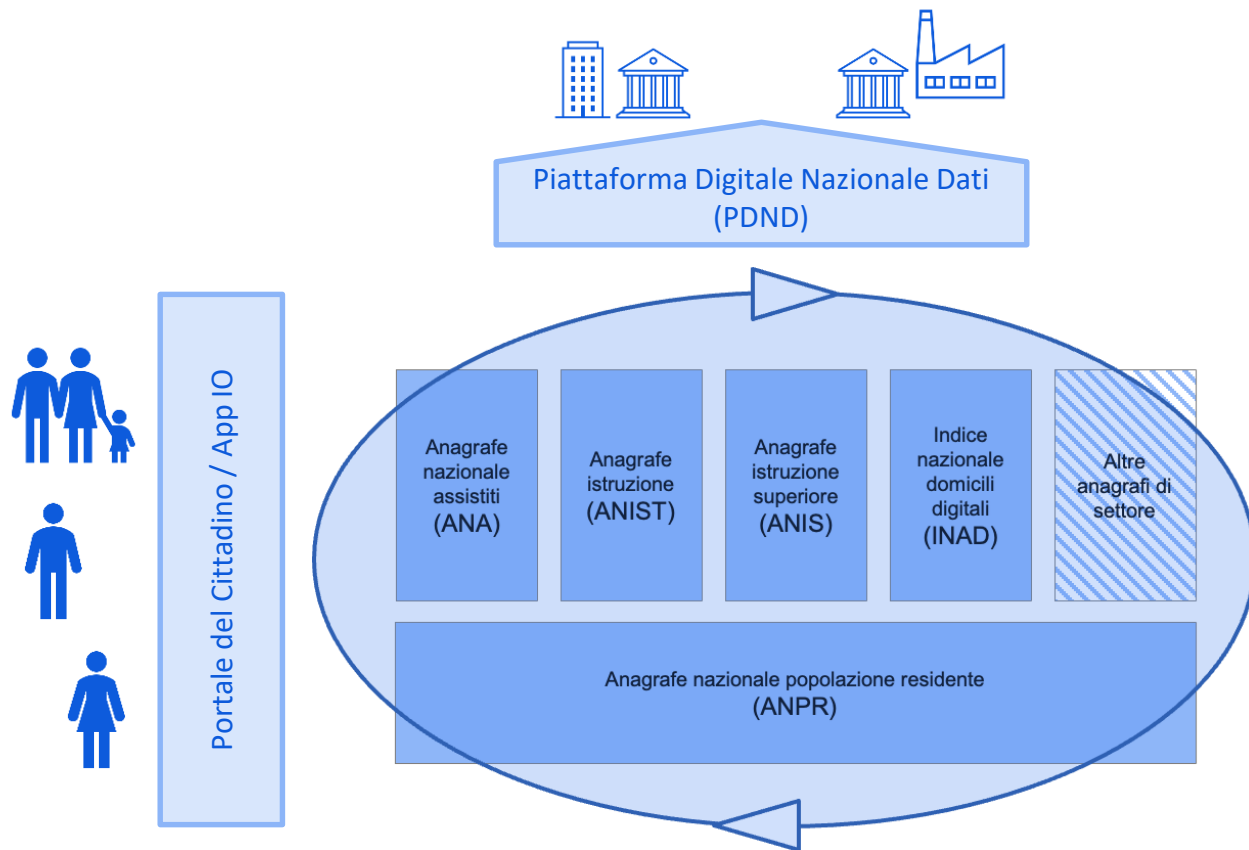 Piattaforma Digitale Nazionale Dati
(PDND)
Portale del Cittadino / App IO
Anagrafe
nazionale
assistiti
(ANA)
Anagrafe
istruzione
(ANIST)
Anagrafe
istruzione
superiore
(ANIS)
Indice
nazionale
domicili
digitali
(INAD)
Altre
anagrafi di
settore
Anagrafe nazionale popolazione residente
(ANPR)